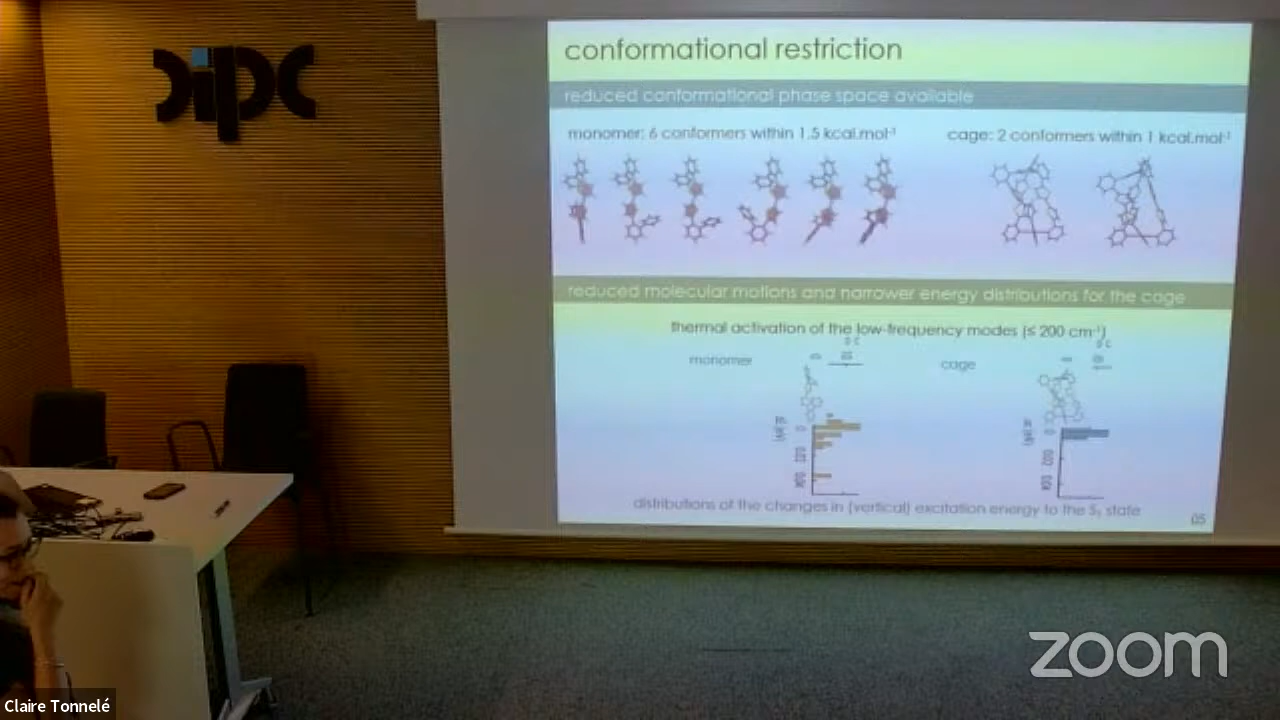 dipc
conformational restriction
reduced conformational phase space available
monomer: 6 conformers within 1.5 kcal.mol⁻¹
cage: 2 conformers within 1 kcal.mol⁻¹
reduced molecular motions and narrower energy distributions for the cage
thermal activation of the low-frequency modes (≤ 200 cm⁻¹)
monomer
cage
distributions of the changes in (vertical) excitation energy to the S₁ state
05
zoom
Claire Tonnelé